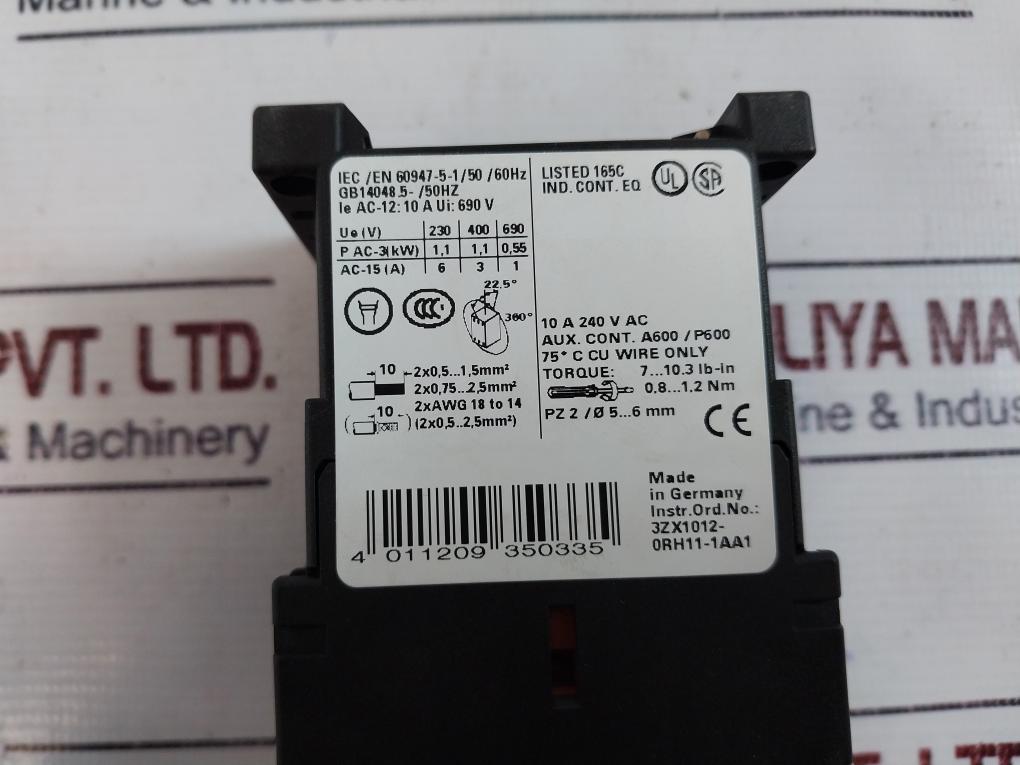 Marine & Industrial
PVT. LTD.
& Machinery
LIYA MA
ne & Indus
IEC /EN 60947-5-1/50 /60Hz
GB14048.5- /50HZ
Ie AC-12: 10 A Ui: 690 V
Ue (V) 230 400 690
P AC-3(kW) 1,1 1,1 0,55
AC-15 (A) 6 3 1
CCC
22.5°
360°
10 2x0,5...1,5mm²
2x0,75...2,5mm²
2xAWG 18 to 14
10 (2x0,5...2,5mm²)
LISTED 165C
IND. CONT. EQ
UL
SA
10 A 240 V AC
AUX. CONT. A600 / P600
75° C CU WIRE ONLY
TORQUE: 7...10.3 lb-in
0.8...1.2 Nm
PZ 2 / Ø 5...6 mm
CE
4 011209 350335
Made
in Germany
Instr.Ord.No.:
3ZX1012-
0RH11-1AA1